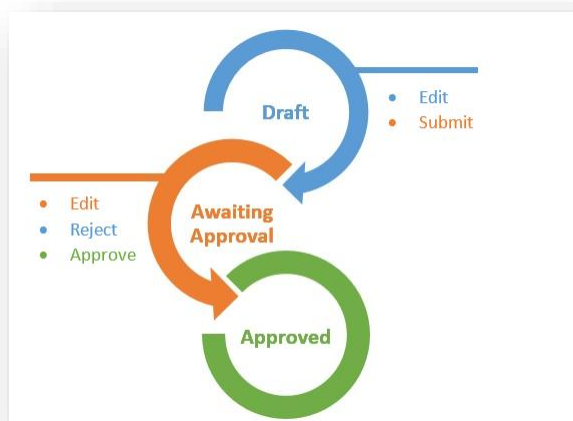 Draft
• Edit
• Submit
• Edit
• Reject
• Approve
Awaiting
Approval
Approved